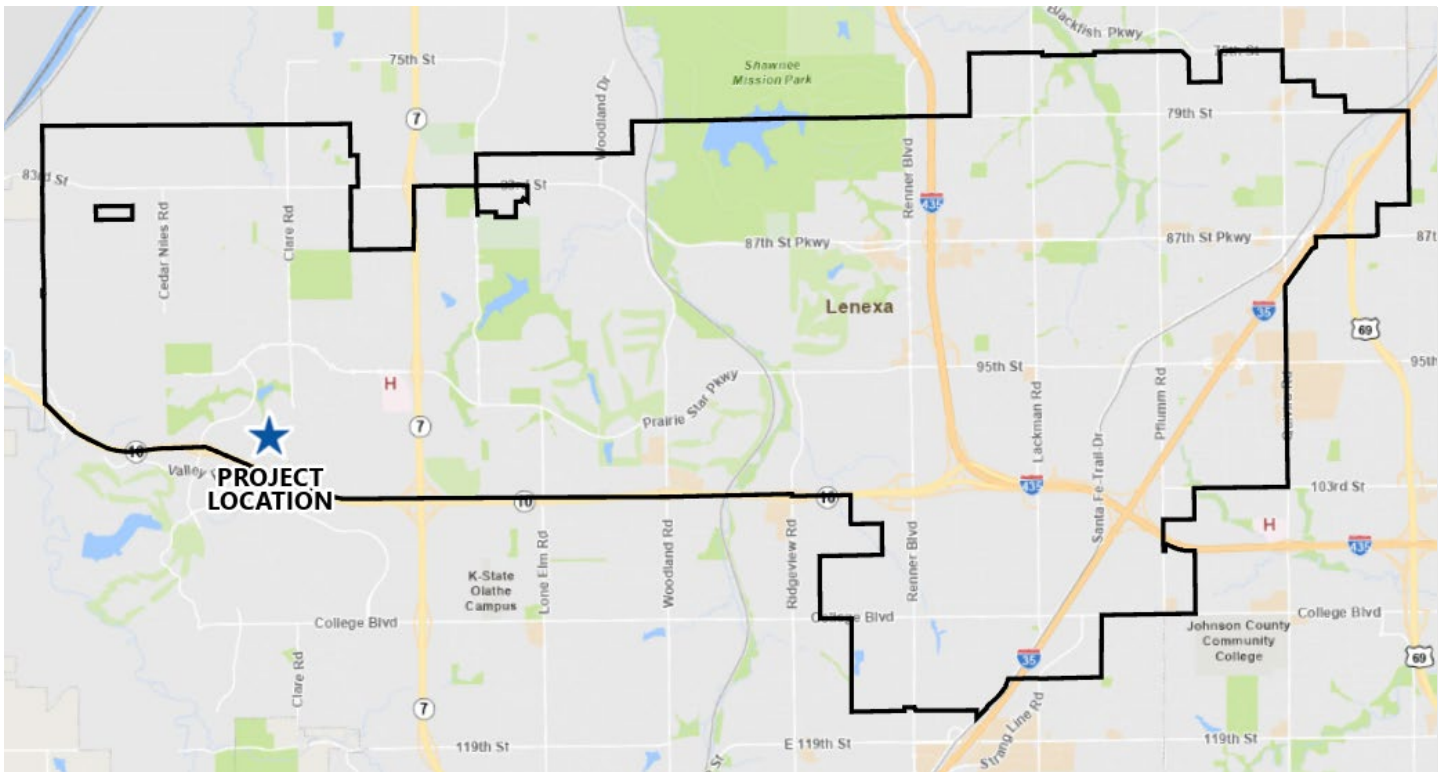 Blackfish Pkwy
75th St
75th St
Shawnee
Mission Park
Woodland Dr
7
79th St
Renner Blvd
83rd St
83rd St
435
Cedar Niles Rd
Clare Rd
87th St Pkwy
87th St Pkwy
87t
Lenexa
35
69
95th St
95th
H
Prairie Star Pkwy
Lackman Rd
Pflumm Rd
7
10
Valley
PROJECT
LOCATION
Santa Fe Trail Dr
435
103rd St
10
10
H
435
Lone Elm Rd
Woodland Rd
Ridgeview Rd
Renner Blvd
K-State
Olathe
Campus
College Blvd
College Blvd
College Blvd
Johnson County
Community
College
Clare Rd
35
69
7
Strang Line Rd
119th St
E 119th St
119th St